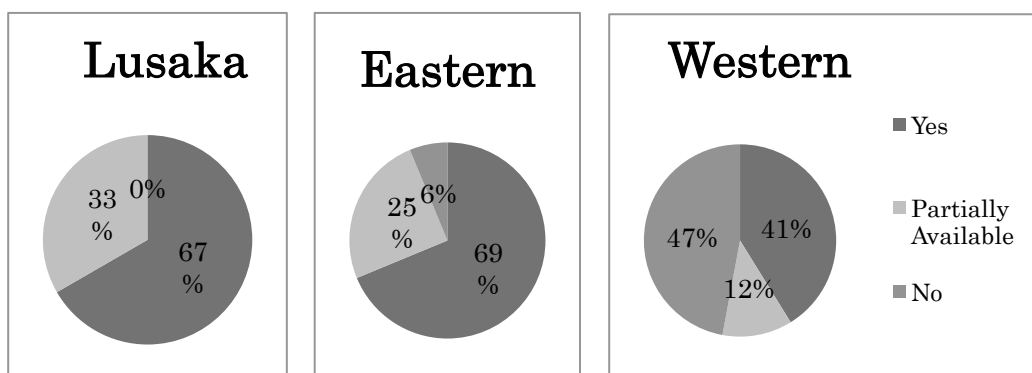 Lusaka
33
%
0%
67
%
Eastern
25
%
6%
69
%
Western
47%
41%
12%
Yes
Partially
Available
No